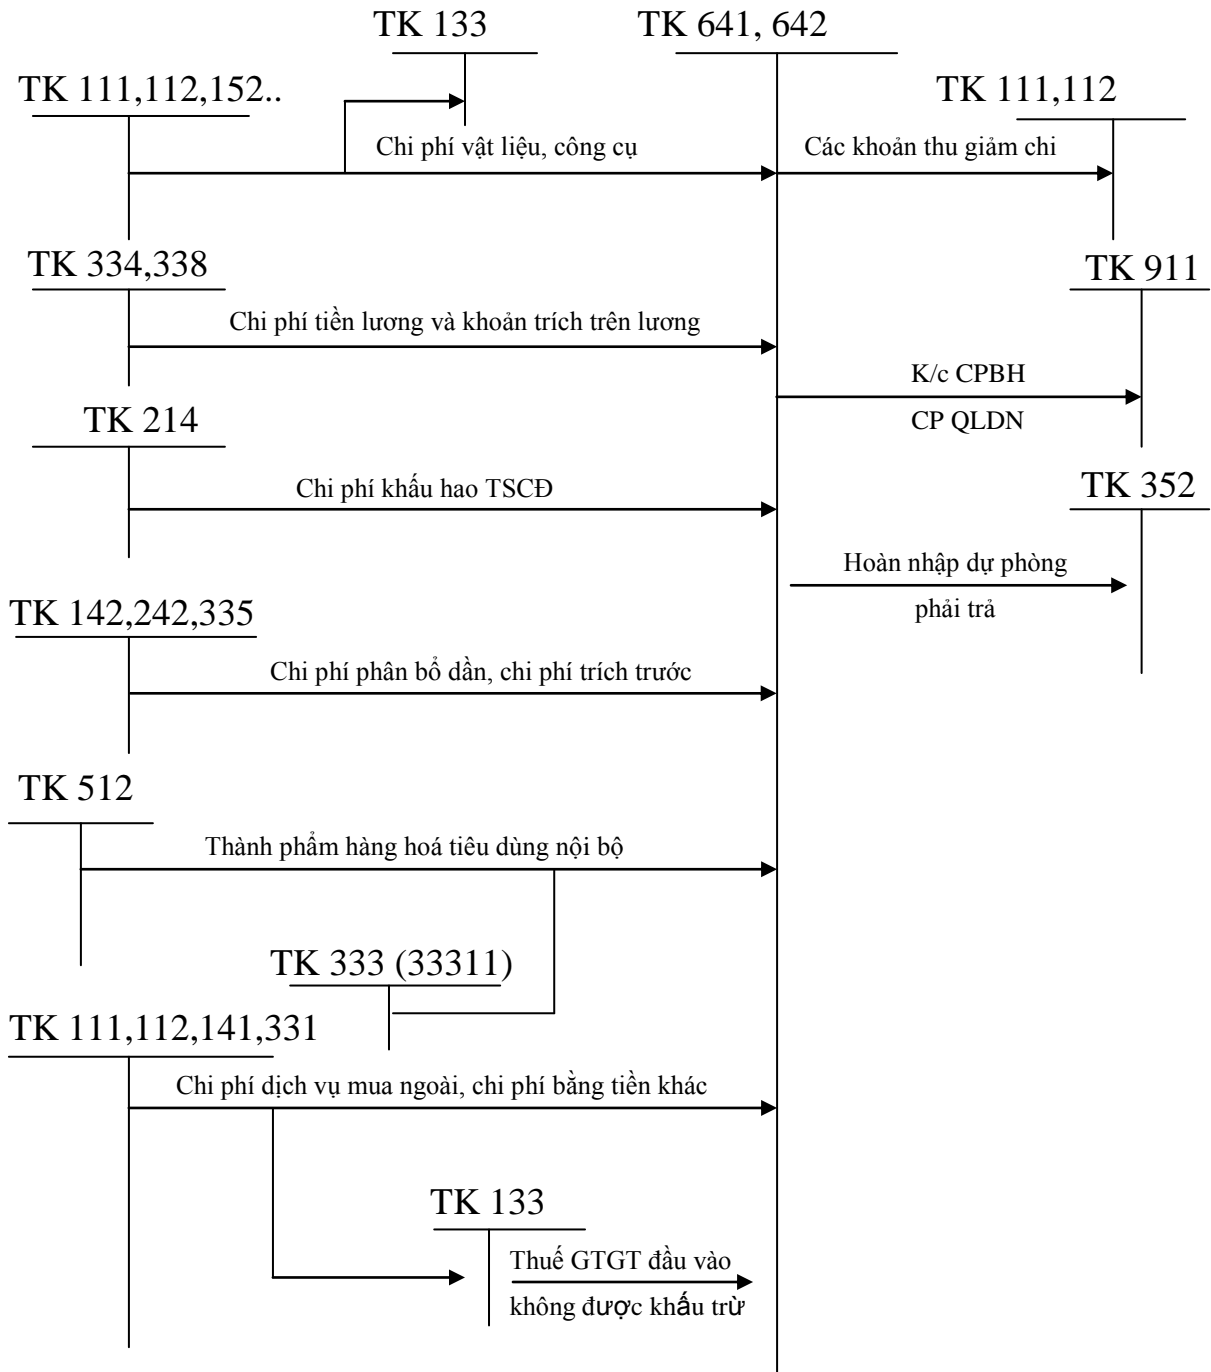 TK 133
TK 641, 642
TK 111,112,152..
TK 111,112
Chi phí vật liệu, công cụ
Các khoản thu giảm chi
TK 334,338
TK 911
Chi phí tiền lương và khoản trích trên lương
K/c CPBH
CP QLDN
TK 214
TK 352
Chi phí khấu hao TSCĐ
Hoàn nhập dự phòng
phải trả
TK 142,242,335
Chi phí phân bổ dần, chi phí trích trước
TK 512
Thành phẩm hàng hoá tiêu dùng nội bộ
TK 333 (33311)
TK 111,112,141,331
Chi phí dịch vụ mua ngoài, chi phí bằng tiền khác
TK 133
Thuế GTGT đầu vào
không được khấu trừ